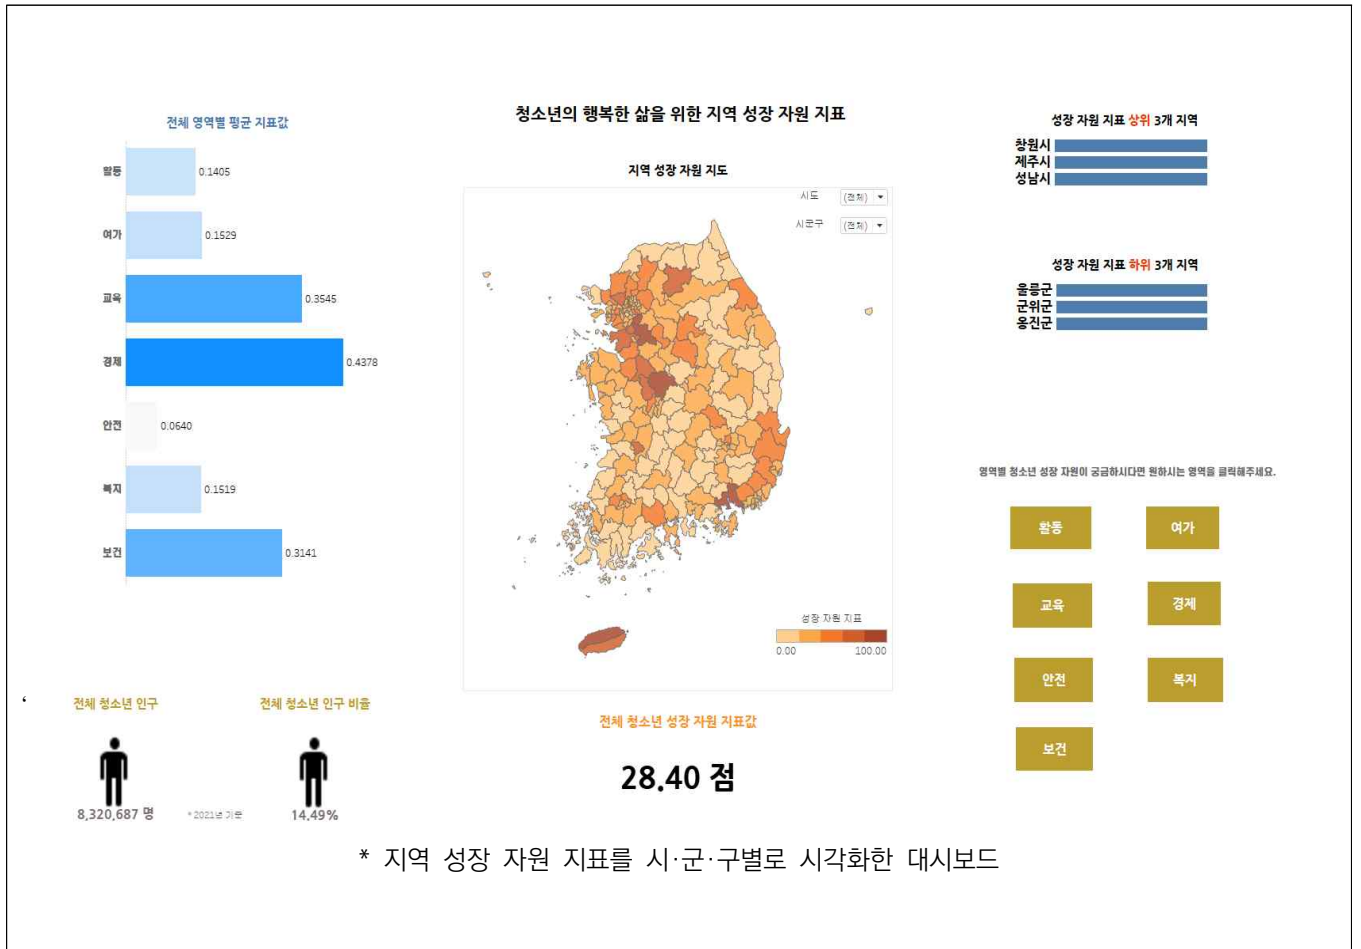 청소년의 행복한 삶을 위한 지역 성장 자원 지표
전체 영역별 평균 지표값
활동 0.1405
여가 0.1529
교육 0.3545
경제 0.4378
안전 0.0640
복지 0.1519
보건 0.3141
지역 성장 자원 지도
시도 (전체)
시군구 (전체)
성장 자원 지표
0.00 100.00
성장 자원 지표 상위 3개 지역
창원시
제주시
성남시
성장 자원 지표 하위 3개 지역
울릉군
군위군
옹진군
영역별 청소년 성장 자원이 궁금하시다면 원하시는 영역을 클릭해주세요.
활동 여가
교육 경제
안전 복지
보건
전체 청소년 인구
8,320,687 명
* 2021년 기준
전체 청소년 인구 비율
14.49%
전체 청소년 성장 자원 지표값
28.40 점
* 지역 성장 자원 지표를 시·군·구별로 시각화한 대시보드